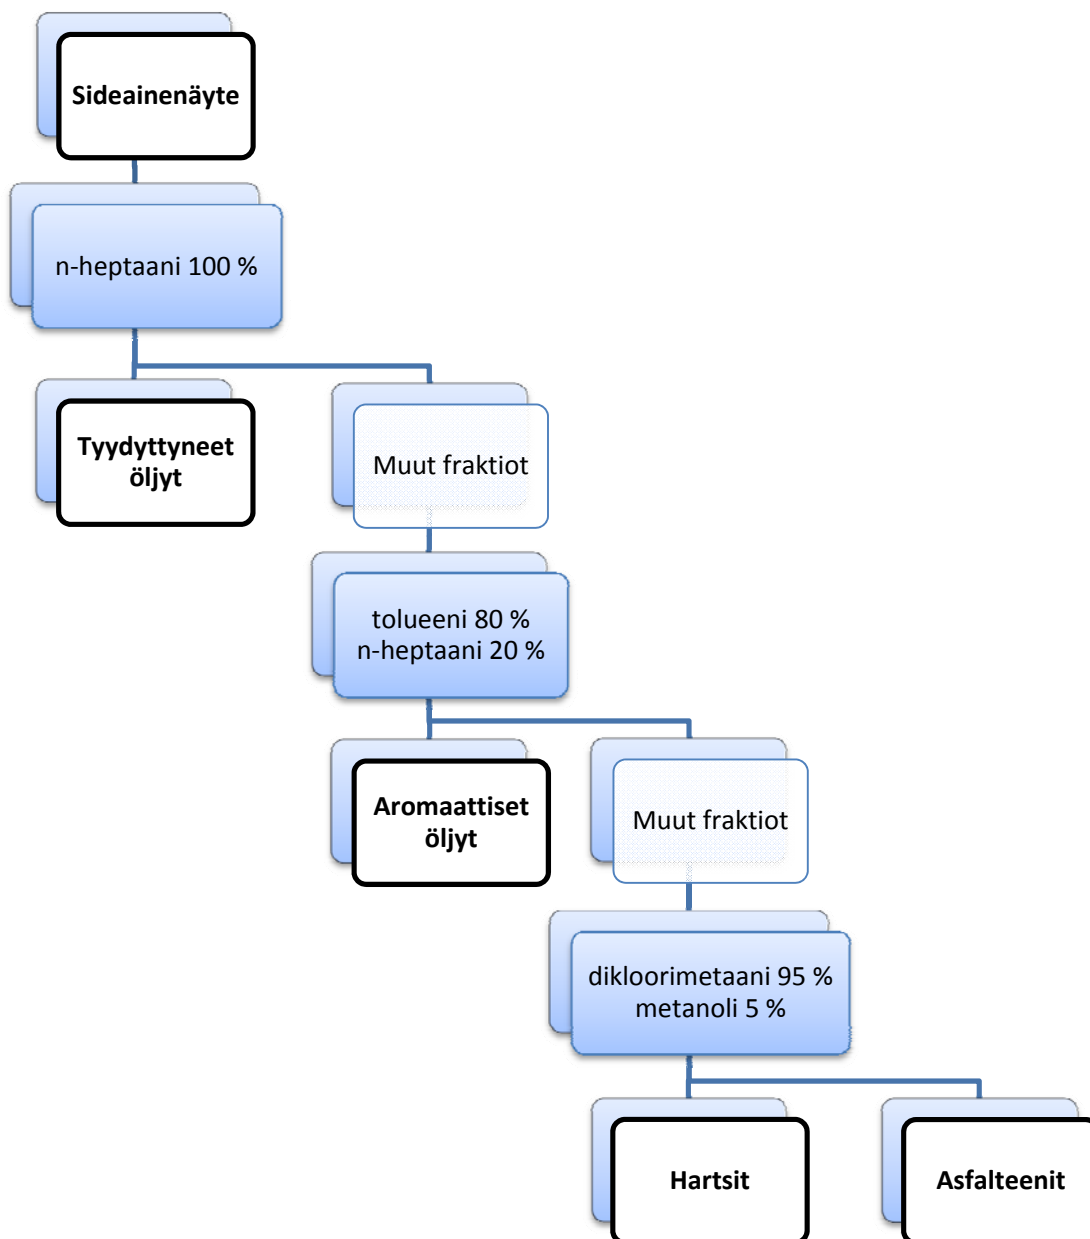 Sideainenäyte
n-heptaani 100 %
Tyydyttyneet
öljyt
Muut fraktiot
tolueeni 80 %
n-heptaani 20 %
Aromaattiset
öljyt
Muut fraktiot
dikloorimetaani 95 %
metanoli 5 %
Hartsit
Asfalteenit